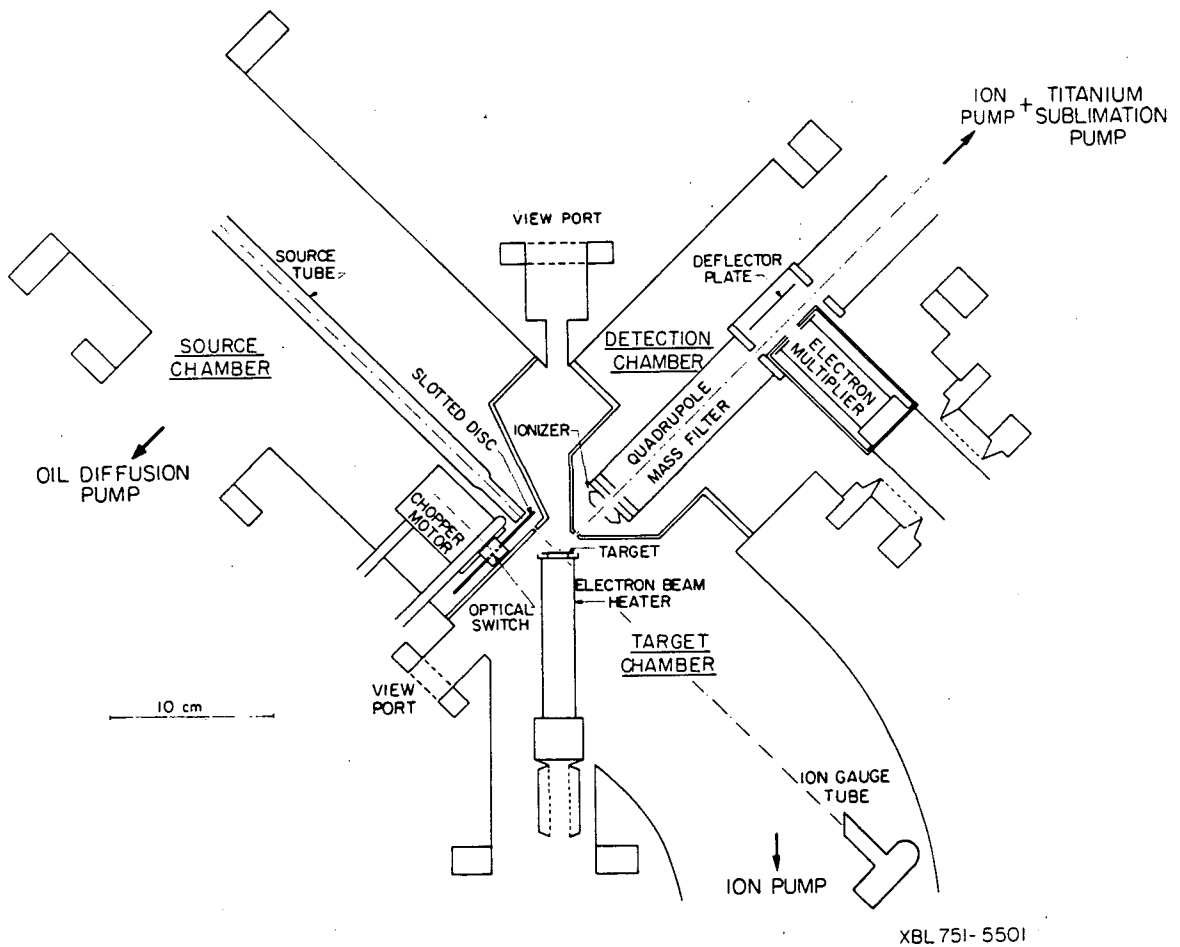 ION
PUMP
+
TITANIUM
SUBLIMATION
PUMP
VIEW PORT
SOURCE
TUBE
DEFLECTOR
PLATE
SOURCE
CHAMBER
DETECTION
CHAMBER
ELECTRON
MULTIPLIER
SLOTTED DISC
QUADRUPOLE
MASS FILTER
IONIZER
OIL DIFFUSION
PUMP
CHOPPER
MOTOR
TARGET
ELECTRON BEAM
HEATER
OPTICAL
SWITCH
TARGET
CHAMBER
VIEW
PORT
10 cm
ION GAUGE
TUBE
ION PUMP
XBL 751-5501